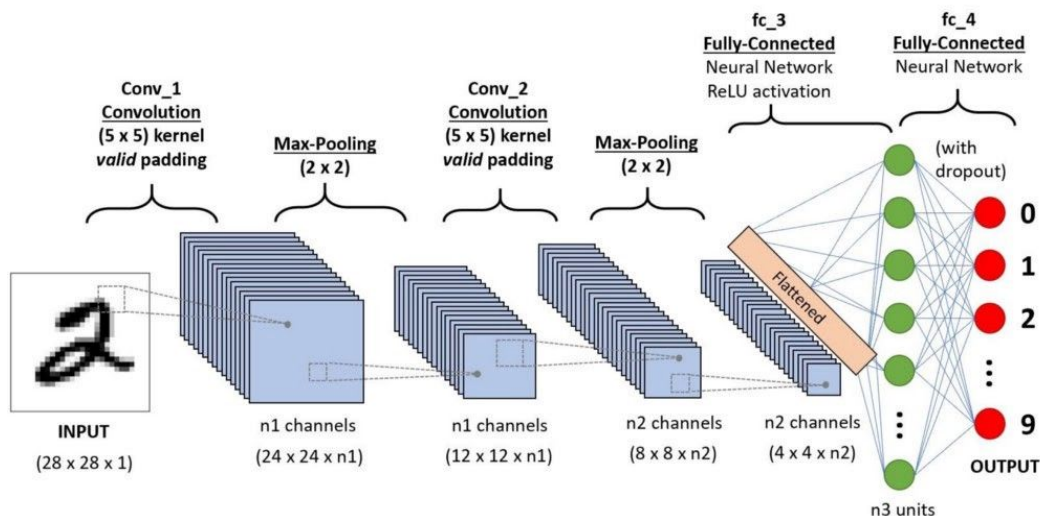 fc_3
Fully-Connected
Neural Network
ReLU activation
fc_4
Fully-Connected
Neural Network
Conv_1
Convolution
(5 x 5) kernel
valid padding
Max-Pooling
(2 x 2)
Conv_2
Convolution
(5 x 5) kernel
valid padding
Max-Pooling
(2 x 2)
(with
dropout)
2
Flattened
0
1
2
...
9
...
INPUT
(28 x 28 x 1)
n1 channels
(24 x 24 x n1)
n1 channels
(12 x 12 x n1)
n2 channels
(8 x 8 x n2)
n2 channels
(4 x 4 x n2)
OUTPUT
n3 units